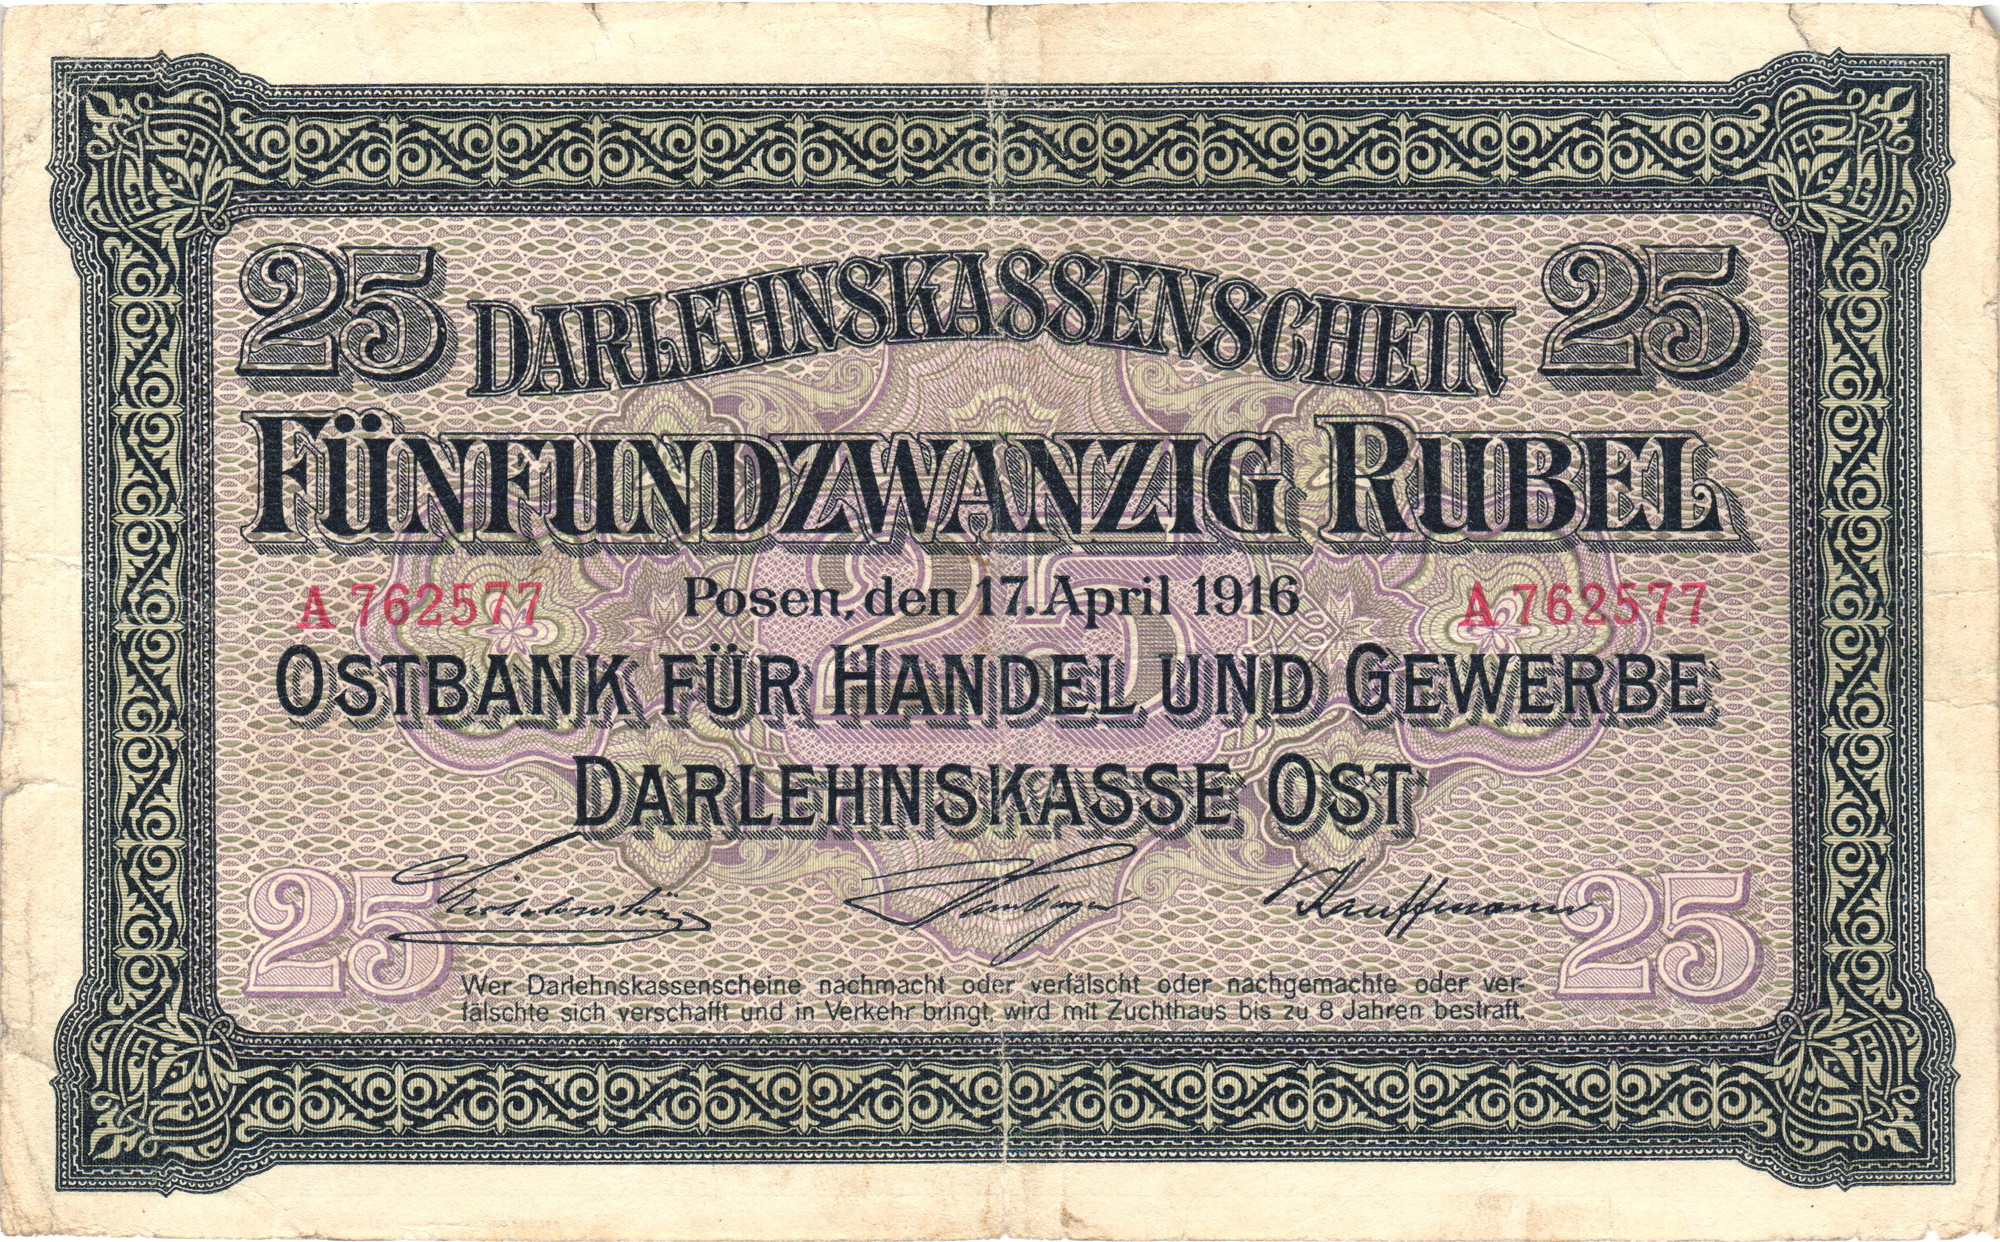 25 DARLEHNSKASSENSCHEIN 25
FÜNFUNDZWANZIG RUBEL
A 762577 Posen, den 17. April 1916 A 762577
25
OSTBANK FÜR HANDEL UND GEWERBE
DARLEHNSKASSE OST
25 Kauffmann 25
Wer Darlehnskassenscheine nachmacht oder verfälscht oder nachgemachte oder ver-
fälschte sich verschafft und in Verkehr bringt, wird mit Zuchthaus bis zu 8 Jahren bestraft.